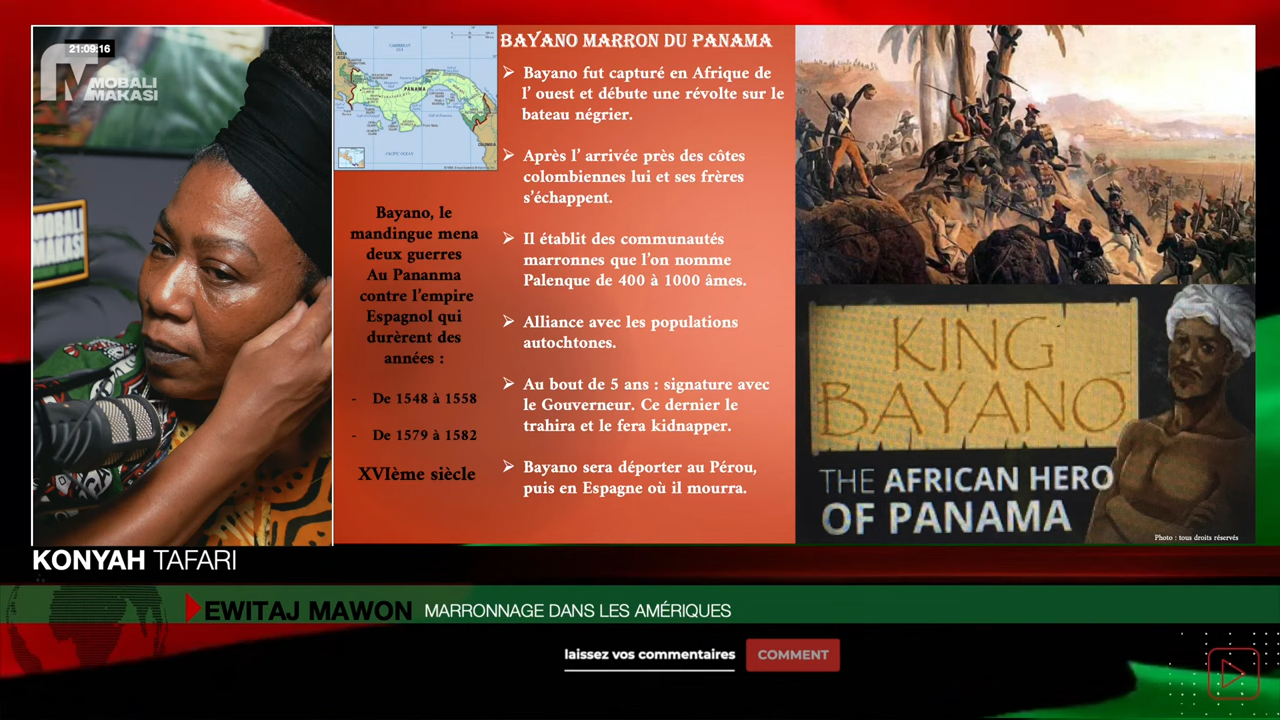 21:09:16
MOBALI
MAKASI
MOBALI
MAKASI
PANAMA
BAYANO MARRON DU PANAMA
Bayano, le
mandingue mena
deux guerres
Au Pananma
contre l'empire
Espagnol qui
durèrent des
années :
- De 1548 à 1558
- De 1579 à 1582
XVIème siècle
➢ Bayano fut capturé en Afrique de
l' ouest et débute une révolte sur le
bateau négrier.
➢ Après l' arrivée près des côtes
colombiennes lui et ses frères
s'échappent.
➢ Il établit des communautés
marronnes que l'on nomme
Palenque de 400 à 1000 âmes.
➢ Alliance avec les populations
autochtones.
➢ Au bout de 5 ans : signature avec
le Gouverneur. Ce dernier le
trahira et le fera kidnapper.
➢ Bayano sera déporter au Pérou,
puis en Espagne où il mourra.
KING
BAYANO
THE AFRICAN HERO
OF PANAMA
Photo : tous droits réservés
KONYAH TAFARI
EWITAJ MAWON MARRONNAGE DANS LES AMÉRIQUES
laissez vos commentaires COMMENT